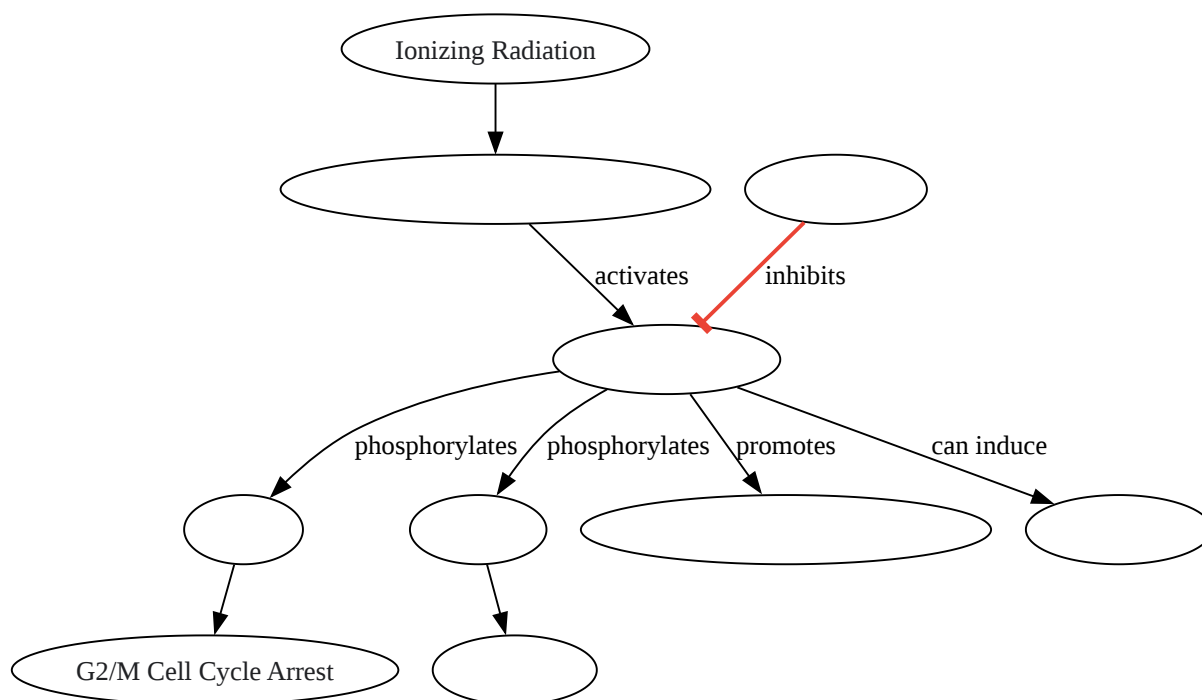 Ionizing Radiation
activates
inhibits
phosphorylates
phosphorylates
promotes
can induce
G2/M Cell Cycle Arrest